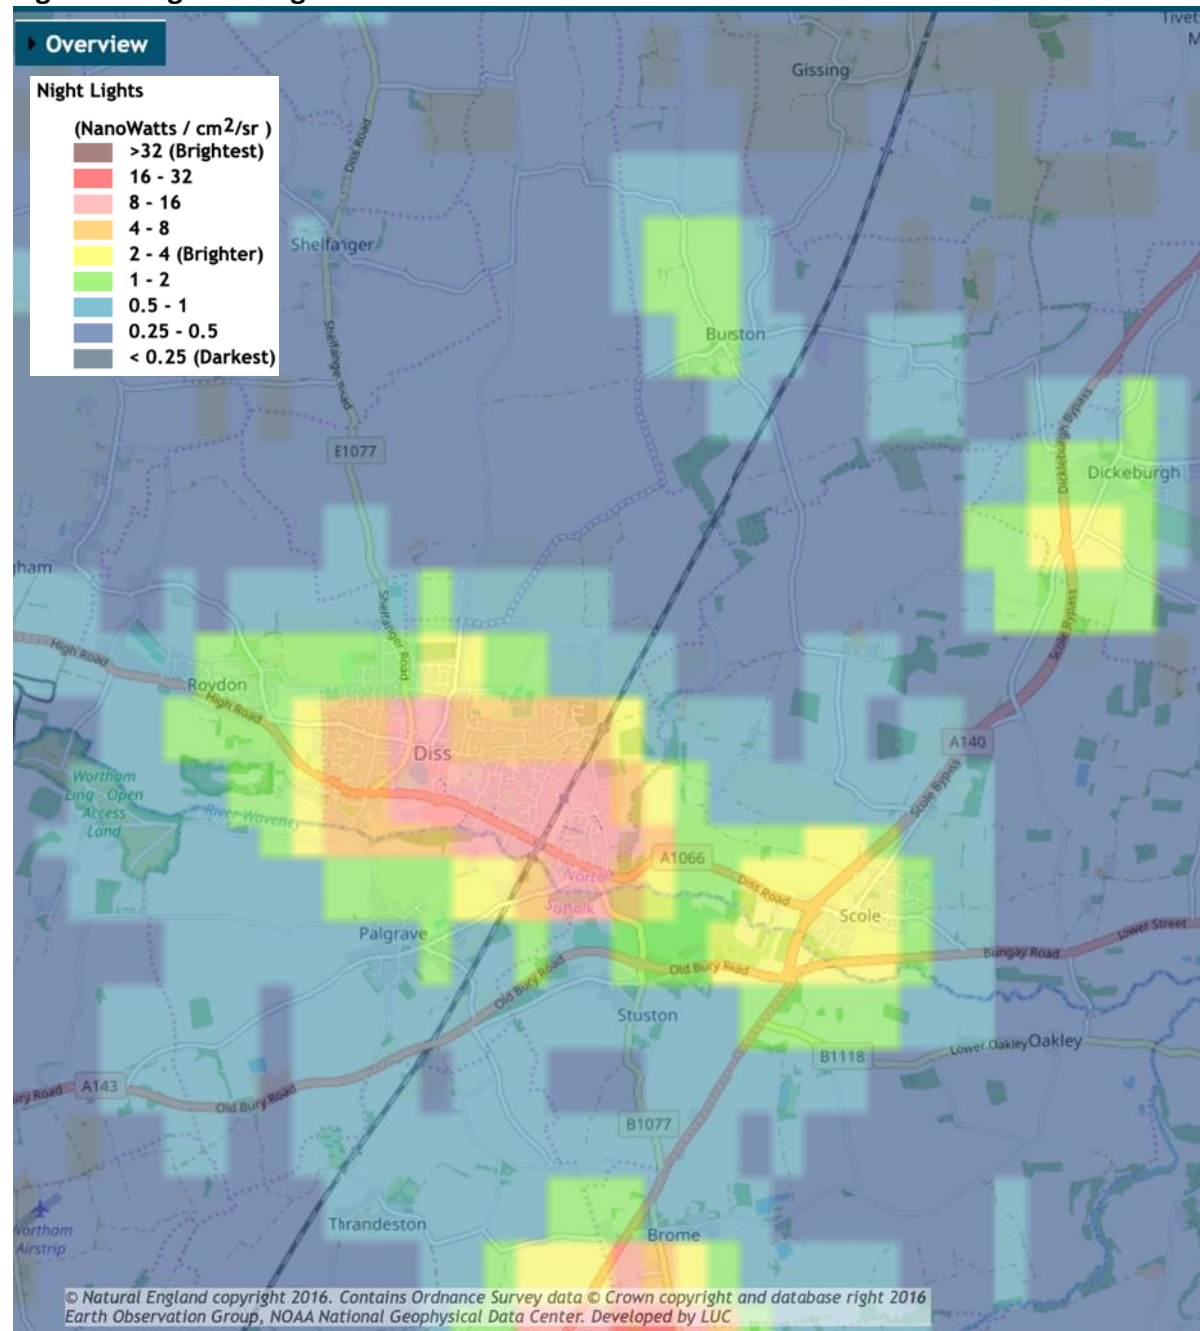 Overview
Night Lights
(NanoWatts / cm2/sr )
>32 (Brightest)
16 - 32
8 - 16
4 - 8
2 - 4 (Brighter)
1 - 2
0.5 - 1
0.25 - 0.5
< 0.25 (Darkest)
Gissing
Diss Road
Shelfanger
Burston
Dickleburgh Bypass
E1077
Dickeburgh
gham
Shelfanger Road
Scole Bypass
High Road
Roydon
High Road
Diss
A140
Wortham
Ling - Open
Access
Land
River Waveney
Scole Bypass
A1066
Norfolk
Suffolk
Diss Road
Scole
Palgrave
Lower Street
Bungay Road
Old Bury Road
Old Bury Road
Stuston
Lower Oakley
Oakley
B1118
A143
ury Road
Old Bury Road
B1077
Thrandeston
Brome
Wortham
Airstrip
© Natural England copyright 2016. Contains Ordnance Survey data © Crown copyright and database right 2016
Earth Observation Group, NOAA National Geophysical Data Center. Developed by LUC